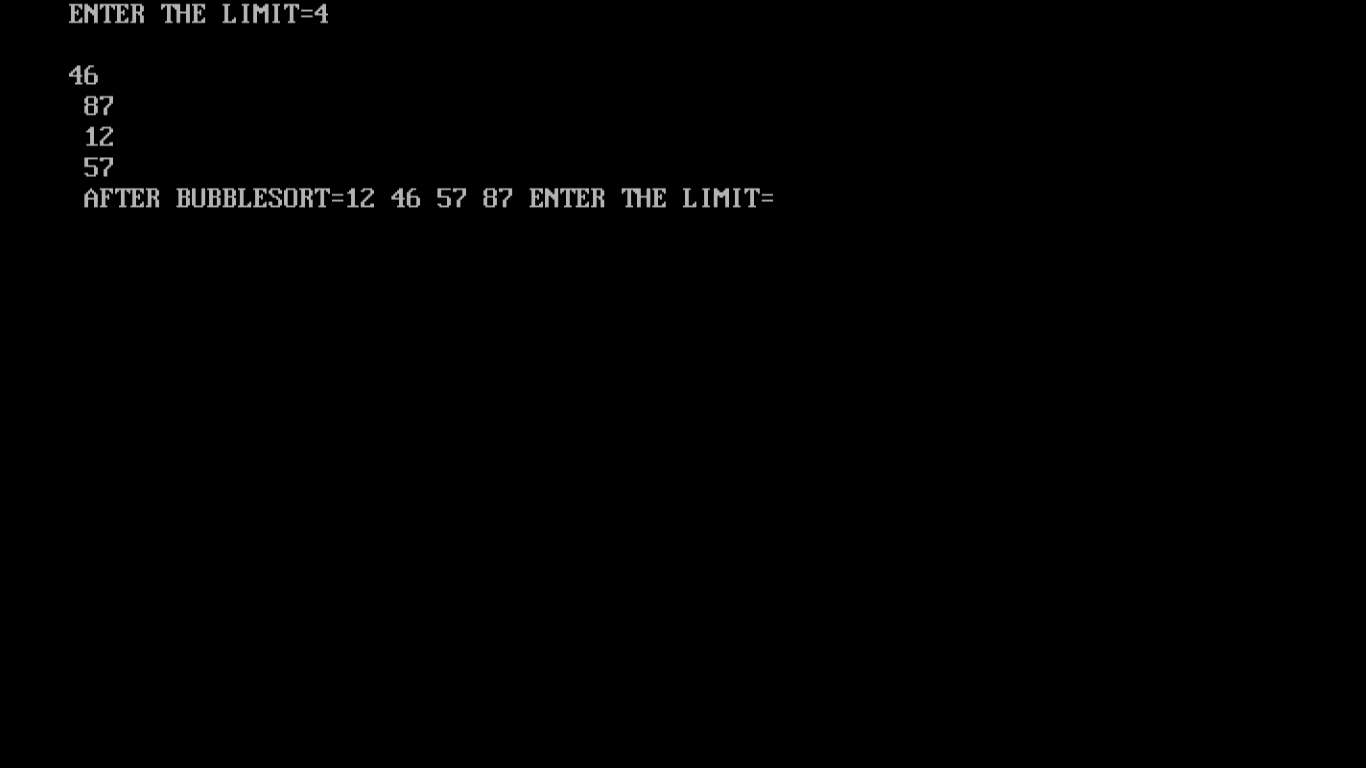 ENTER THE LIMIT=4
46
87
12
57
AFTER BUBBLESORT=12 46 57 87 ENTER THE LIMIT=